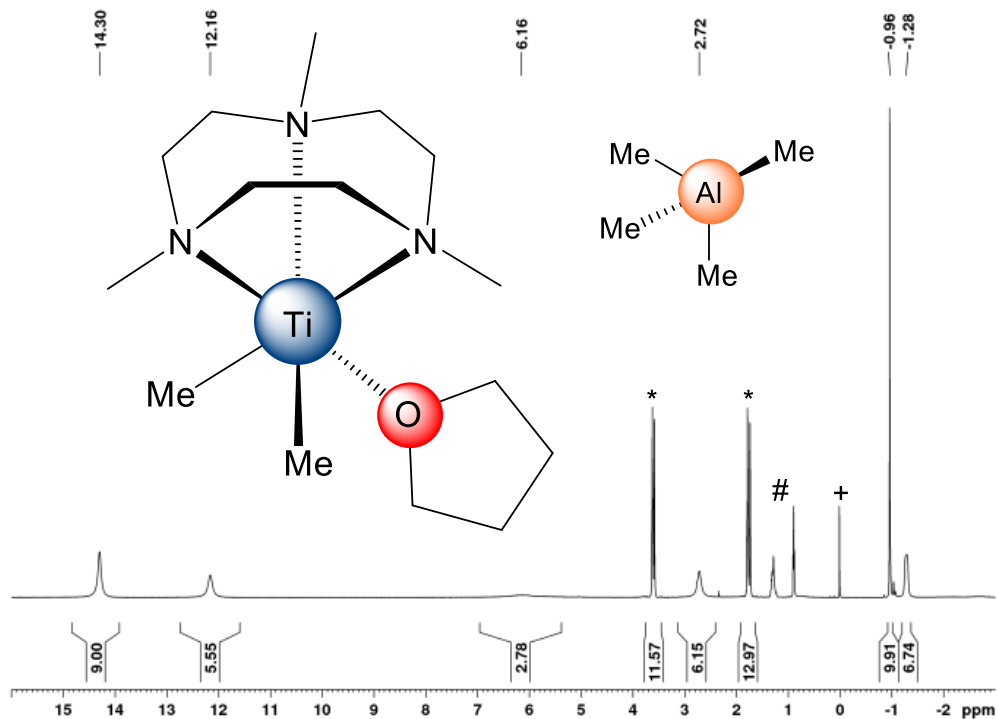 14.30
12.16
6.16
2.72
-0.96
-1.28
N
Me
Me
Al
Me
Me
N
N
Ti
Me
O
Me
*
*
#
+
9.00
5.55
2.78
11.57
6.15
12.97
9.91
6.74
15 14 13 12 11 10 9 8 7 6 5 4 3 2 1 0 -1 -2 ppm